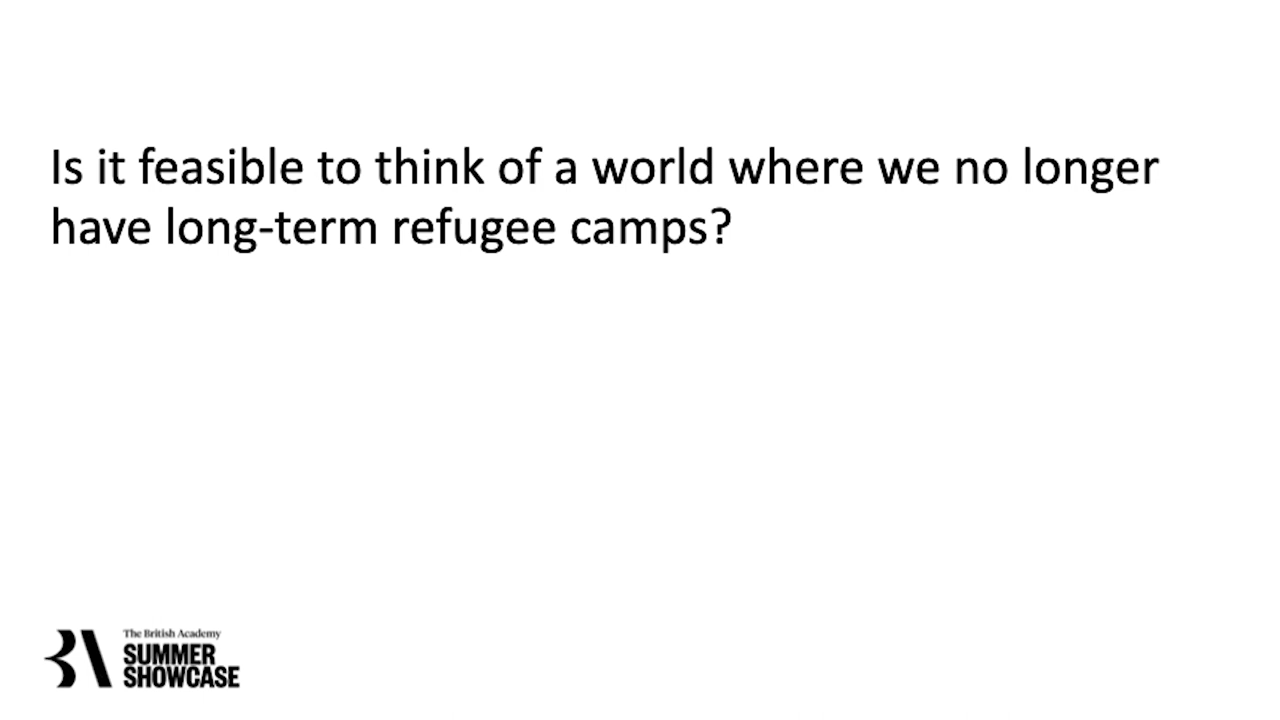 Is it feasible to think of a world where we no longer
have long-term refugee camps?
BA
The British Academy
SUMMER
SHOWCASE